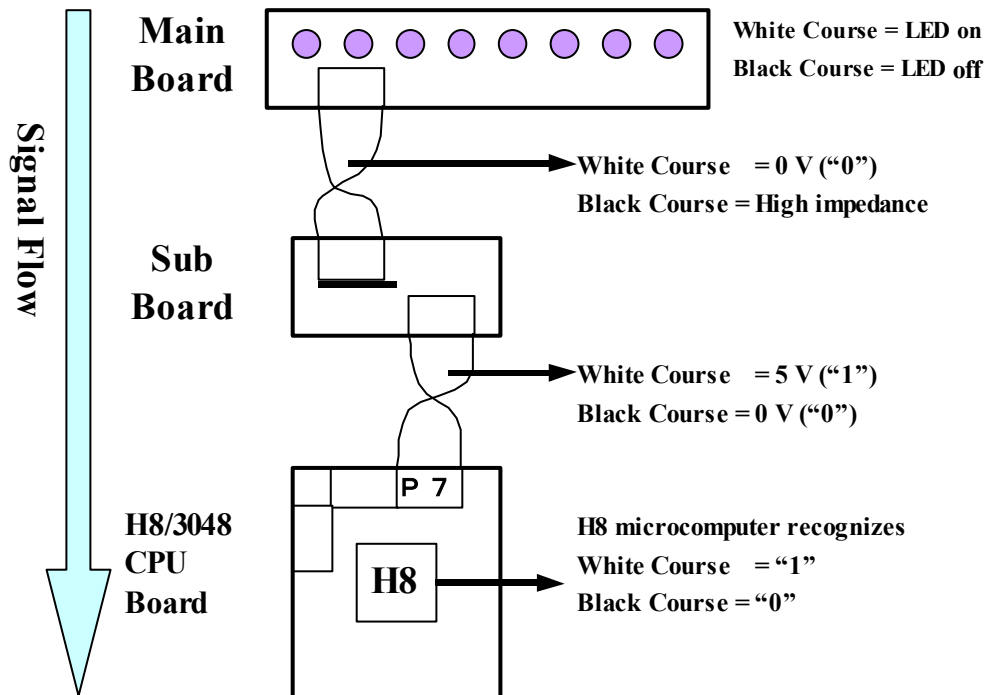 Signal Flow
Main
Board
White Course = LED on
Black Course = LED off
White Course = 0 V (“0”)
Black Course = High impedance
Sub
Board
White Course = 5 V (“1”)
Black Course = 0 V (“0”)
P 7
H8/3048
CPU
Board
H8
H8 microcomputer recognizes
White Course = “1”
Black Course = “0”